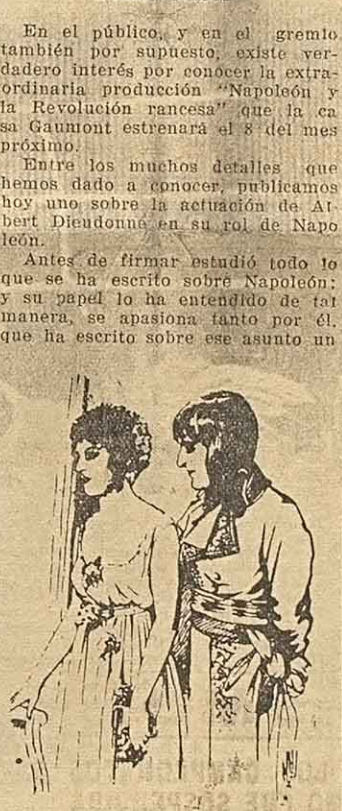 En el público, y en el gremio
también por supuesto, existe ver-
dadero interés por conocer la extra-
ordinaria producción "Napoleón y
la Revolución rancesa" que la ca
sa Gaumont estrenará el 8 del mes
próximo.
Entre los muchos detalles que
hemos dado a conocer, publicamos
hoy uno sobre la actuación de Al-
bert Dieudonne en su rol de Napo
león.
Antes de firmar estudió todo lo
que se ha escrito sobre Napoleón;
y su papel lo ha entendido de tal
manera, se apasiona tanto por él,
que ha escrito sobre ese asunto un